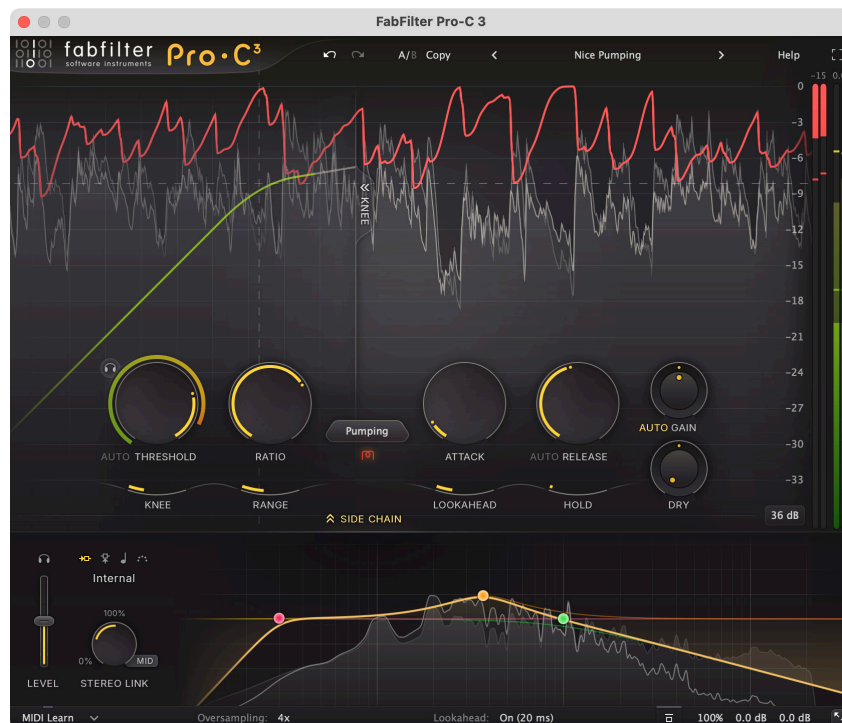 FabFilter Pro-C 3
fabfilter
software instruments
Pro·C³
A/B Copy
Nice Pumping
Help
-15 0.0
0
-3
-6
-9
-12
-15
-18
-21
-24
-27
-30
-33
36 dB
KNEE
AUTO THRESHOLD
RATIO
Pumping
ATTACK
AUTO RELEASE
AUTO GAIN
KNEE
RANGE
LOOKAHEAD
HOLD
DRY
SIDE CHAIN
Internal
100%
0%
MID
LEVEL
STEREO LINK
MIDI Learn
Oversampling: 4x
Lookahead: On (20 ms)
100% 0.0 dB 0.0 dB